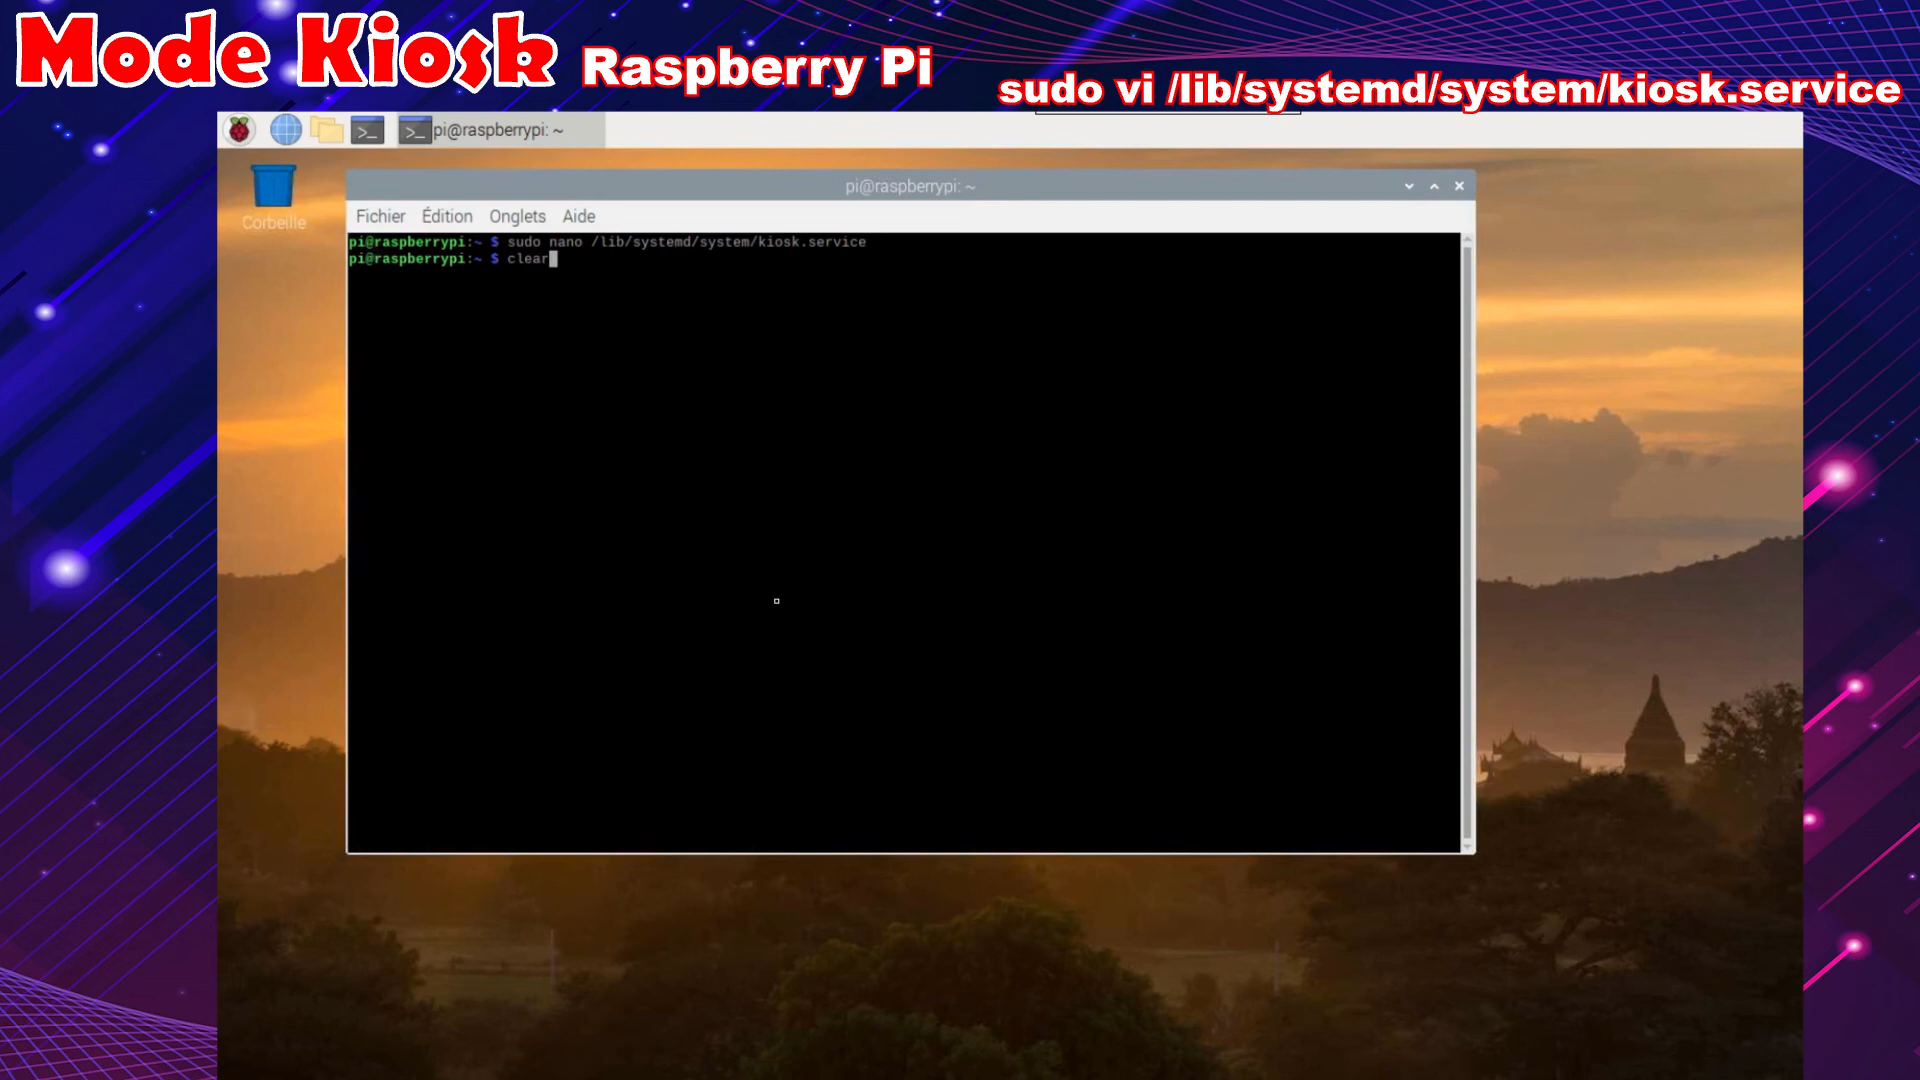 Mode Kiosk Raspberry Pi
sudo vi /lib/systemd/system/kiosk.service
pi@raspberrypi: ~
Corbeille
pi@raspberrypi: ~
Fichier Édition Onglets Aide
pi@raspberrypi:~ $ sudo nano /lib/systemd/system/kiosk.service
pi@raspberrypi:~ $ clear